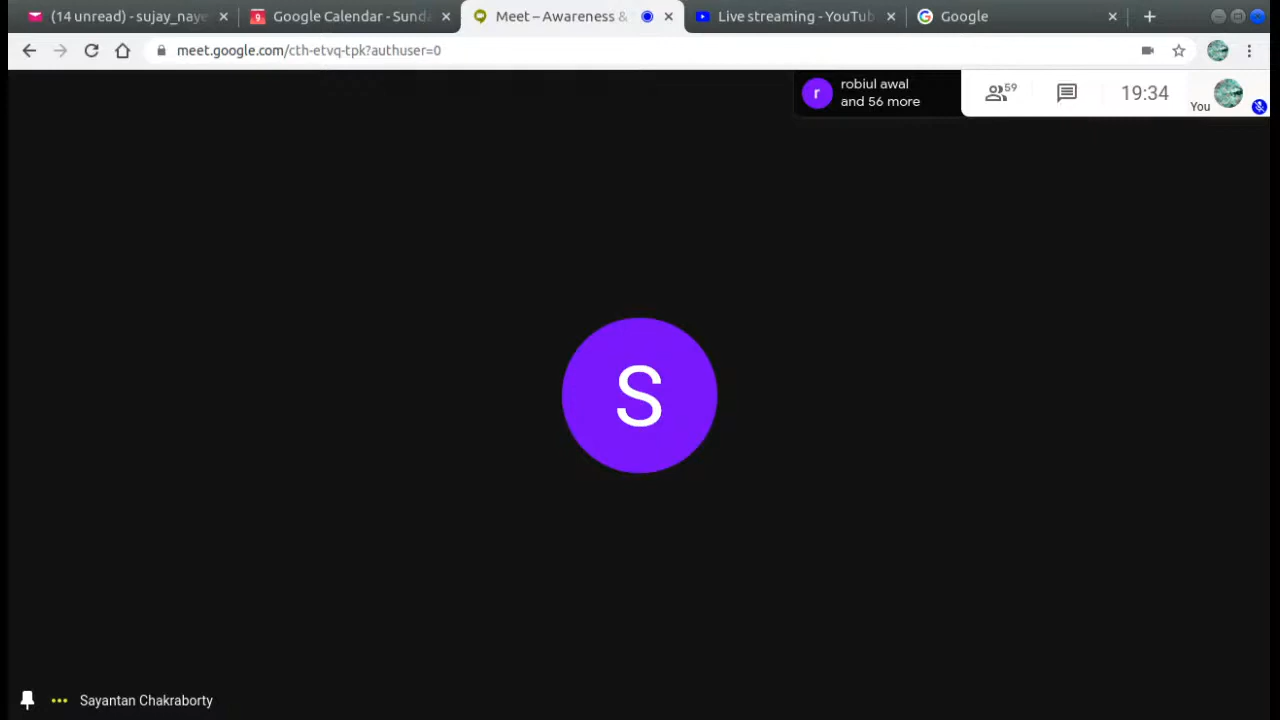 (14 unread) - sujay_naye
Google Calendar - Sund
Meet – Awareness &
Live streaming - YouTub
Google
meet.google.com/cth-etvq-tpk?authuser=0
r
robiul awal
and 56 more
59
19:34
You
S
Sayantan Chakraborty